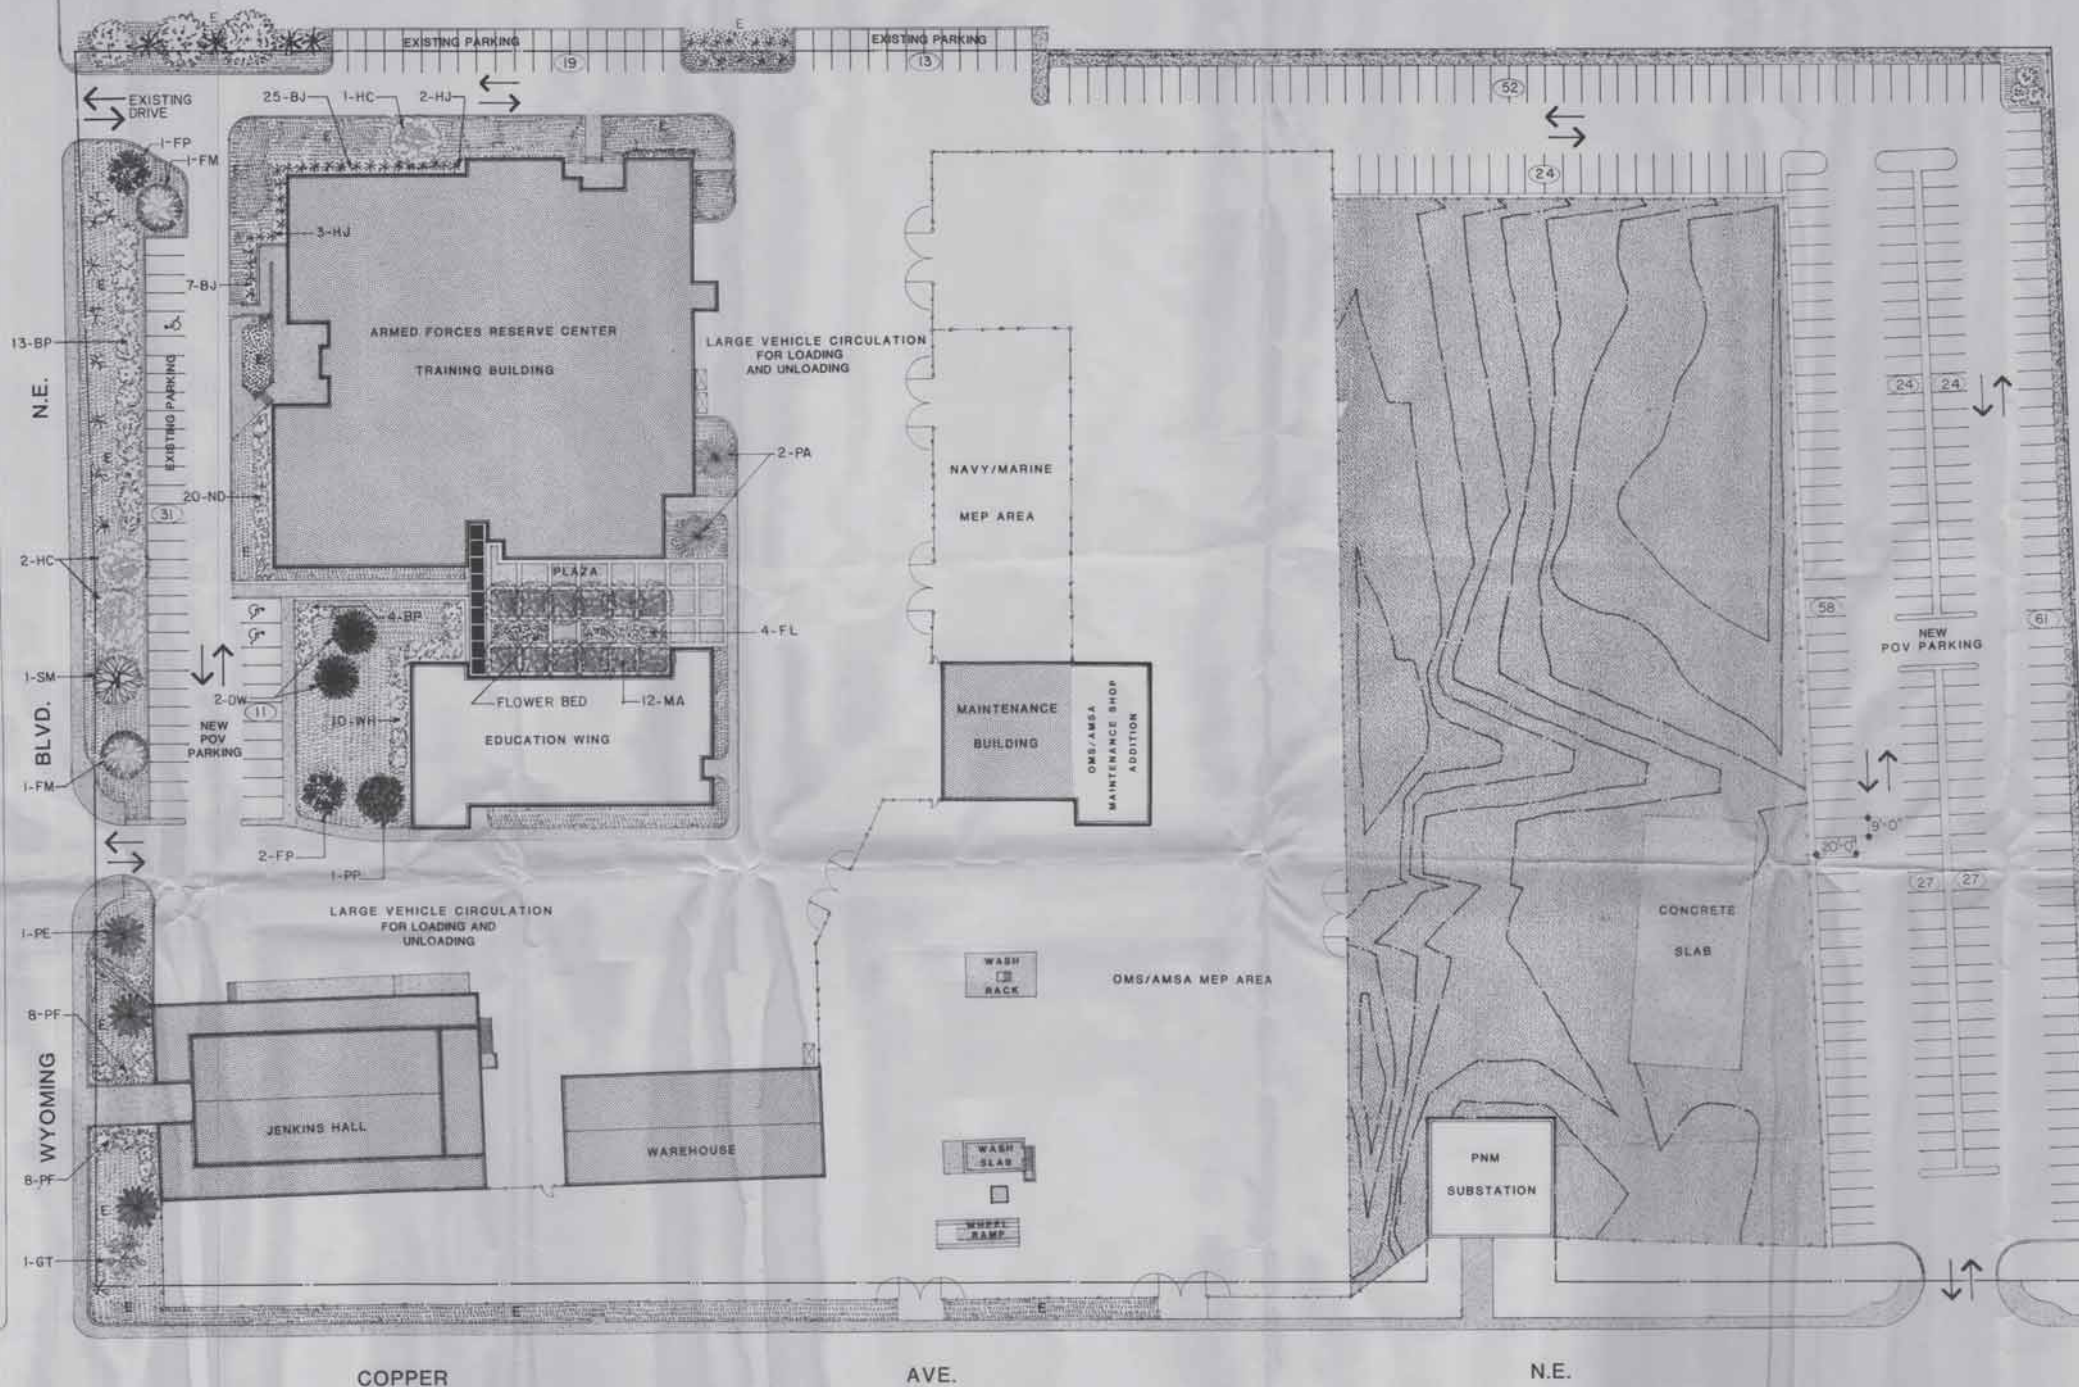 E
E
EXISTING PARKING
19
EXISTING PARKING
13
52
EXISTING
DRIVE
25-BJ
1-HC
2-HJ
E
E
1-FP
1-FM
24
E
3-HJ
E
7-BJ
13-BP
N.E.
EXISTING PARKING
E
ARMED FORCES RESERVE CENTER
TRAINING BUILDING
LARGE VEHICLE CIRCULATION
FOR LOADING
AND UNLOADING
24
24
2-PA
NAVY/MARINE
MEP AREA
E
20-ND
31
E
2-HC
PLAZA
58
61
4-BP
4-FL
NEW
POV PARKING
1-SM
2-DW
11
FLOWER BED
12-MA
10-WH
NEW
POV
PARKING
EDUCATION WING
MAINTENANCE
BUILDING
OMS/AMSA
MAINTENANCE SHOP
ADDITION
BLVD.
1-FM
9'-0"
20'-0"
2-FP
1-PP
27
27
LARGE VEHICLE CIRCULATION
FOR LOADING AND
UNLOADING
CONCRETE
SLAB
1-PE
WASH
RACK
OMS/AMSA MEP AREA
8-PF
E
WYOMING
JENKINS HALL
WAREHOUSE
WASH
SLAB
PNM
SUBSTATION
8-PF
E
WHEEL
RAMP
1-GT
E
E
E
COPPER
AVE.
N.E.